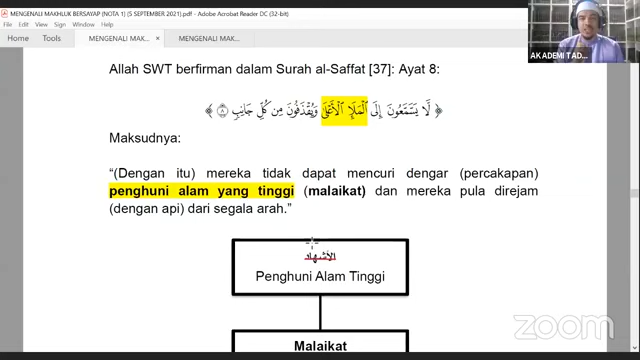 MENGENALI MAKHLUK BERSAYAP [NOTA 1] (5 SEPTEMBER 2021).pdf - Adobe Acrobat Reader DC (32-bit)
File Edit View Sign Window Help
Home Tools MENGENALI MAK... × MENGENALI MAK...
AKADEMI TAD...
Allah SWT berfirman dalam Surah al-Saffat [37]: Ayat 8:
﴿ لَّا يَسَّمَّعُونَ إِلَى ٱلْمَلَإِ ٱلْأَعْلَىٰ وَيُقْذَفُونَ مِن كُلِّ جَانِبٍ ۝٨ ﴾
Maksudnya:
“(Dengan itu) mereka tidak dapat mencuri dengar (percakapan)
penghuni alam yang tinggi (malaikat) dan mereka pula direjam
(dengan api) dari segala arah.”
الأشهاد
Penghuni Alam Tinggi
Malaikat
zoom